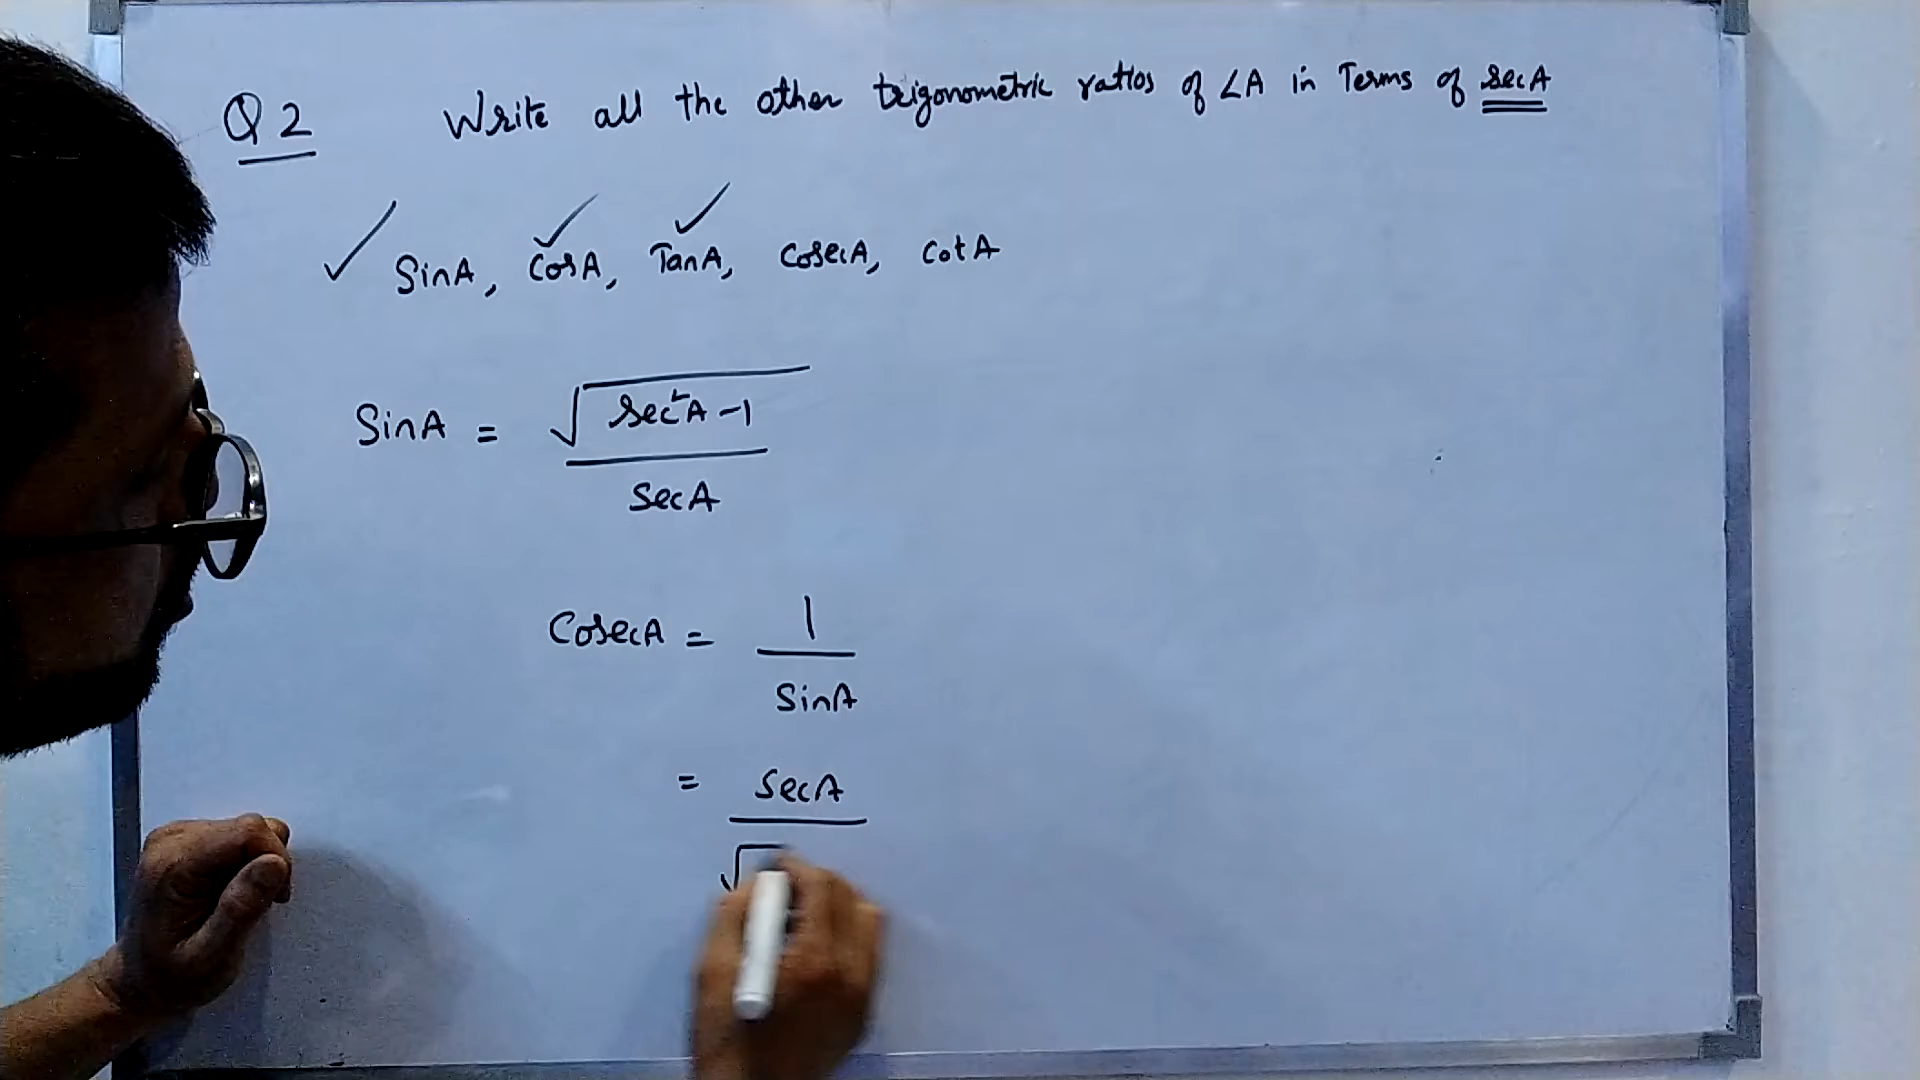 Q2 Write all the other trigonometric ratios of ∠A in Terms of secA
✓ SinA, ✓ CosA, ✓ TanA, CosecA, CotA
SinA = √(sec²A - 1) / SecA
CosecA = 1 / SinA
= SecA / √